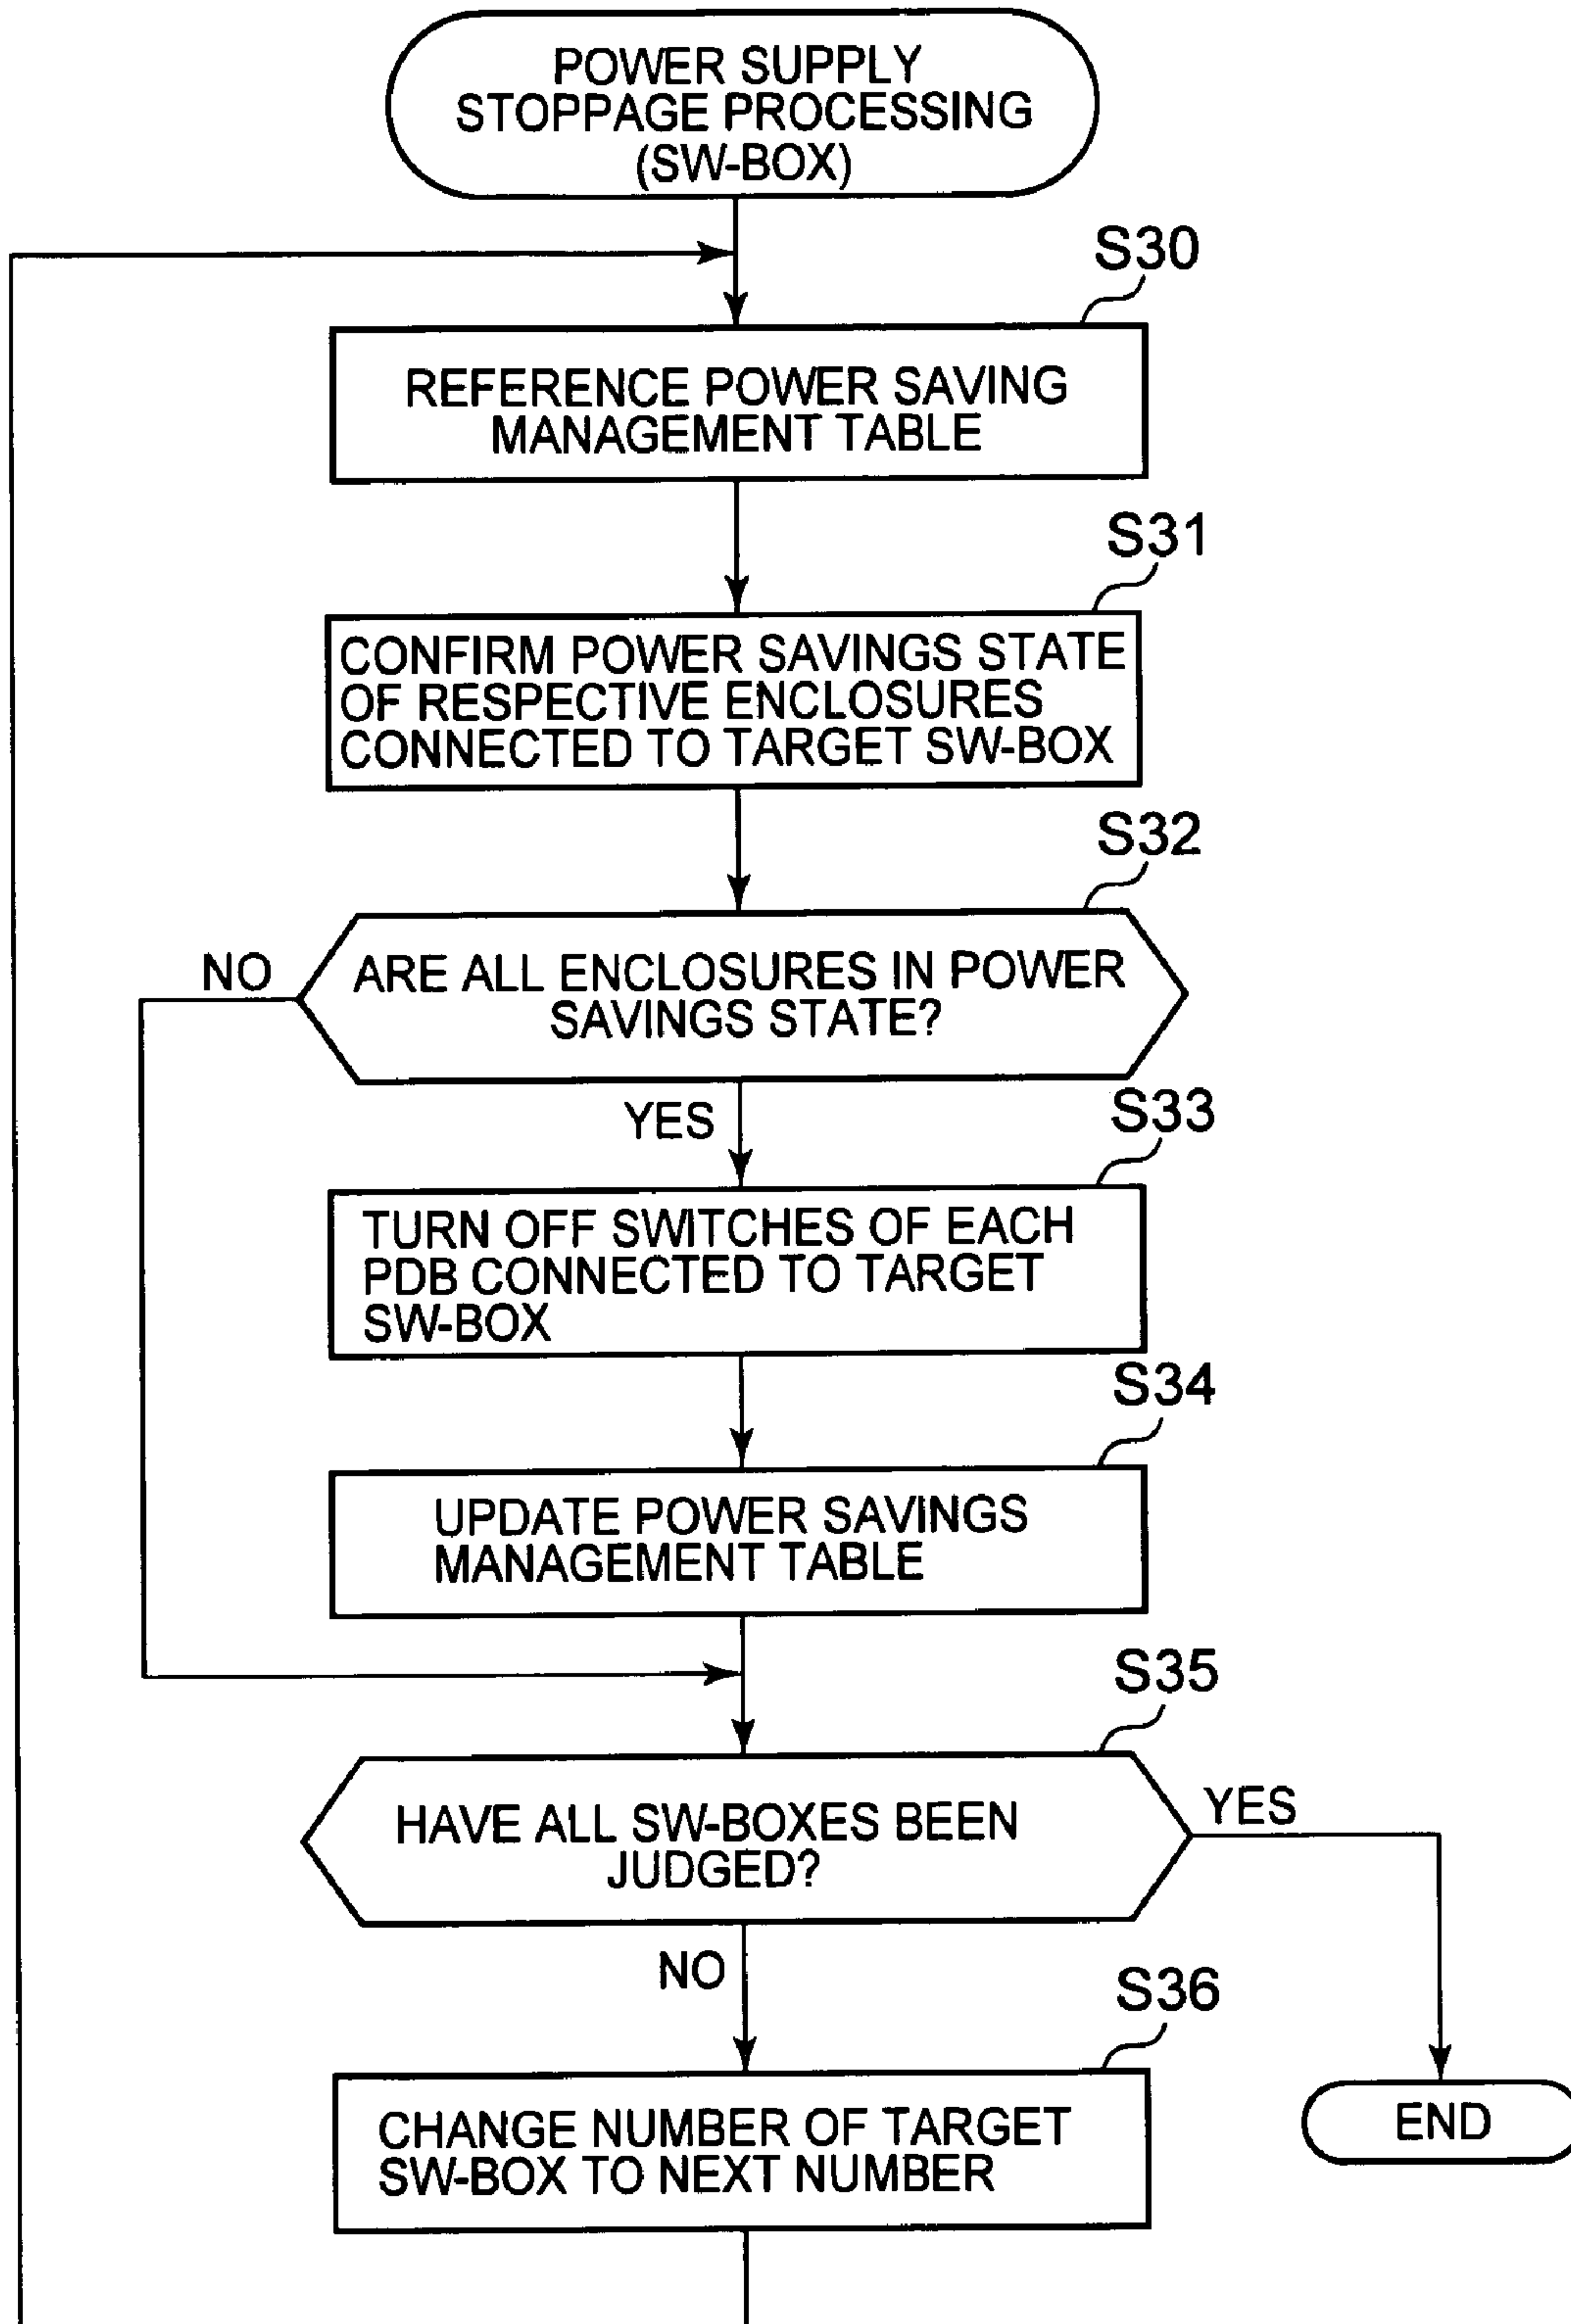 POWER SUPPLY
STOPPAGE PROCESSING
(SW-BOX)
S30
REFERENCE POWER SAVING
MANAGEMENT TABLE
S31
CONFIRM POWER SAVINGS STATE
OF RESPECTIVE ENCLOSURES
CONNECTED TO TARGET SW-BOX
S32
NO
ARE ALL ENCLOSURES IN POWER
SAVINGS STATE?
YES
S33
TURN OFF SWITCHES OF EACH
PDB CONNECTED TO TARGET
SW-BOX
S34
UPDATE POWER SAVINGS
MANAGEMENT TABLE
S35
HAVE ALL SW-BOXES BEEN
JUDGED?
YES
NO
S36
CHANGE NUMBER OF TARGET
SW-BOX TO NEXT NUMBER
END